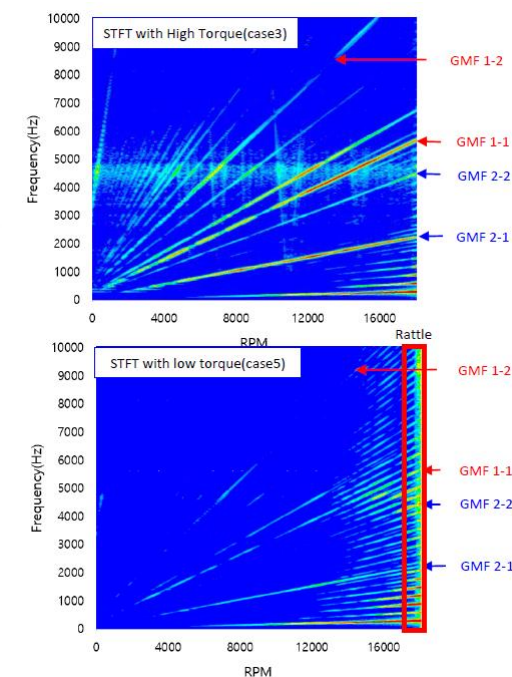 10000
STFT with High Torque(case3)
9000
GMF 1-2
8000
7000
6000
GMF 1-1
5000
GMF 2-2
4000
3000
GMF 2-1
2000
1000
0
Frequency(Hz)
0 4000 8000 12000 16000
RPM
Rattle
10000
STFT with low torque(case5)
9000
GMF 1-2
8000
7000
6000
GMF 1-1
5000
GMF 2-2
4000
3000
GMF 2-1
2000
1000
0
Frequency(Hz)
0 4000 8000 12000 16000
RPM